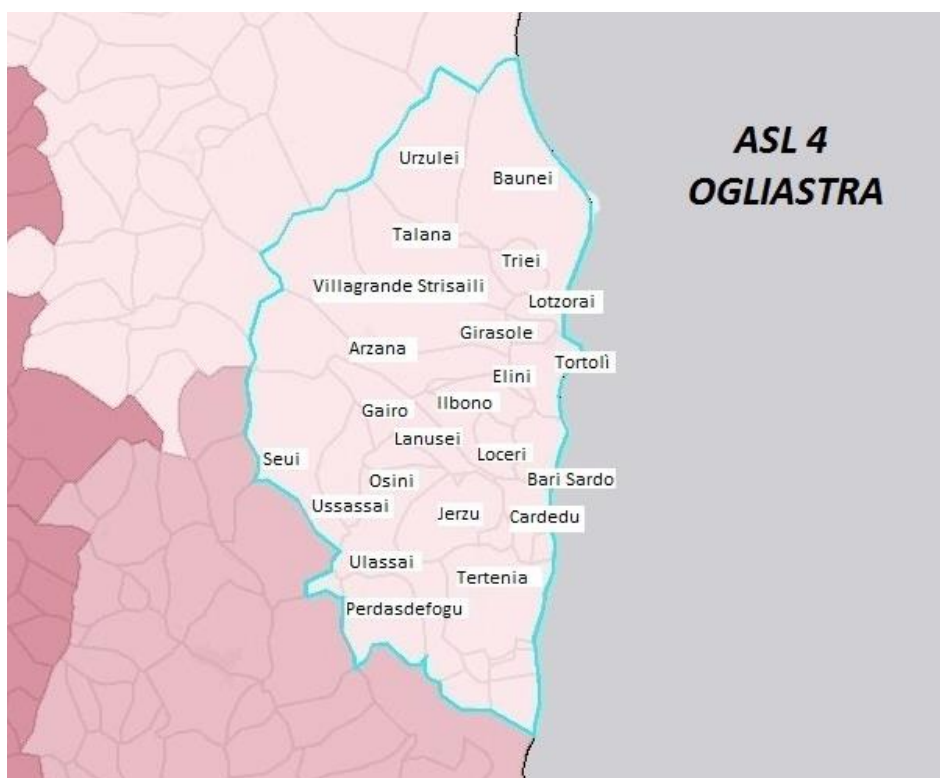 ASL 4
OGLIASTRA
Urzulei
Baunei
Talana
Triei
Villagrande Strisaili
Lotzorai
Girasole
Arzana
Tortolì
Elini
Ilbono
Gairo
Lanusei
Loceri
Seui
Osini
Bari Sardo
Ussassai
Jerzu
Cardedu
Ulassai
Tertenia
Perdasdefogu